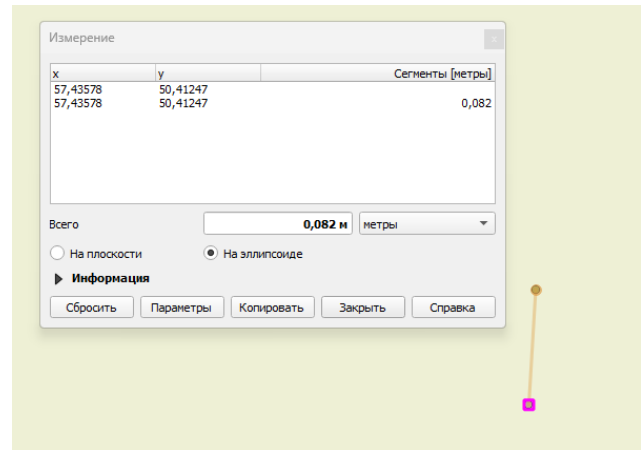 Измерение
x y Сегменты [метры]
57,43578 50,41247
57,43578 50,41247 0,082
Всего 0,082 м метры
На плоскости На эллипсоиде
Информация
Сбросить Параметры Копировать Закрыть Справка